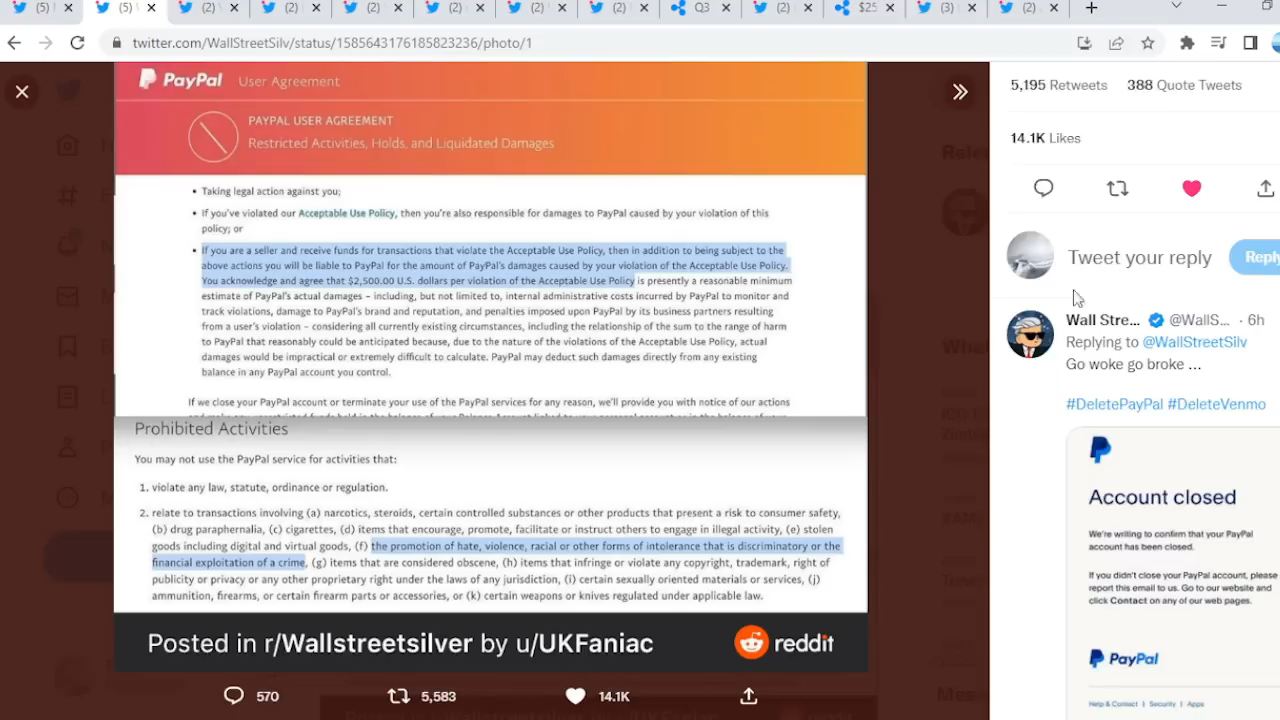 (5)
(5)
(2)
(2)
(2)
(2)
(2)
(2)
Q3
(2)
$25
(3)
(2)
twitter.com/WallStreetSilv/status/1585643176185823236/photo/1
PayPal User Agreement
PAYPAL USER AGREEMENT
Restricted Activities, Holds, and Liquidated Damages
• Taking legal action against you;
• If you've violated our Acceptable Use Policy, then you're also responsible for damages to PayPal caused by your violation of this
policy; or
• If you are a seller and receive funds for transactions that violate the Acceptable Use Policy, then in addition to being subject to the
above actions you will be liable to PayPal for the amount of PayPal's damages caused by your violation of the Acceptable Use Policy.
You acknowledge and agree that $2,500.00 U.S. dollars per violation of the Acceptable Use Policy is presently a reasonable minimum
estimate of PayPal's actual damages – including, but not limited to, internal administrative costs incurred by PayPal to monitor and
track violations, damage to PayPal's brand and reputation, and penalties imposed upon PayPal by its business partners resulting
from a user's violation – considering all currently existing circumstances, including the relationship of the sum to the range of harm
to PayPal that reasonably could be anticipated because, due to the nature of the violations of the Acceptable Use Policy, actual
damages would be impractical or extremely difficult to calculate. PayPal may deduct such damages directly from any existing
balance in any PayPal account you control.
If we close your PayPal account or terminate your use of the PayPal services for any reason, we'll provide you with notice of our actions
Prohibited Activities
You may not use the PayPal service for activities that:
1. violate any law, statute, ordinance or regulation.
2. relate to transactions involving (a) narcotics, steroids, certain controlled substances or other products that present a risk to consumer safety,
(b) drug paraphernalia, (c) cigarettes, (d) items that encourage, promote, facilitate or instruct others to engage in illegal activity, (e) stolen
goods including digital and virtual goods, (f) the promotion of hate, violence, racial or other forms of intolerance that is discriminatory or the
financial exploitation of a crime, (g) items that are considered obscene, (h) items that infringe or violate any copyright, trademark, right of
publicity or privacy or any other proprietary right under the laws of any jurisdiction, (i) certain sexually oriented materials or services, (j)
ammunition, firearms, or certain firearm parts or accessories, or (k) certain weapons or knives regulated under applicable law.
Posted in r/Wallstreetsilver by u/UKFaniac
reddit
570
5,583
14.1K
5,195 Retweets 388 Quote Tweets
14.1K Likes
Tweet your reply
Reply
Wall Stre... @WallS... · 6h
Replying to @WallStreetSilv
Go woke go broke ...
#DeletePayPal #DeleteVenmo
Account closed
We're willing to confirm that your PayPal
account has been closed.
If you didn't close your PayPal account, please
report this email to us. Go to our website and
click Contact on any of our web pages.
PayPal
Help & Contact | Security | Apps